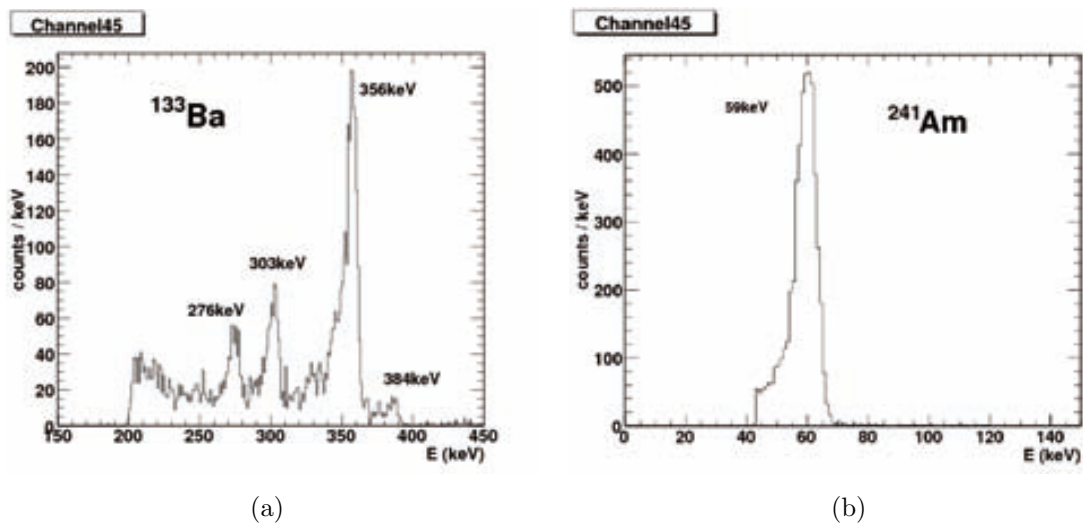 Channel45
200
180
160
140
120
100
80
60
40
20
0
150
200
250
300
350
400
450
counts / keV
E (keV)
133Ba
356keV
303keV
276keV
384keV
(a)
Channel45
500
400
300
200
100
0
0
20
40
60
80
100
120
140
counts / keV
E (keV)
59keV
241Am
(b)